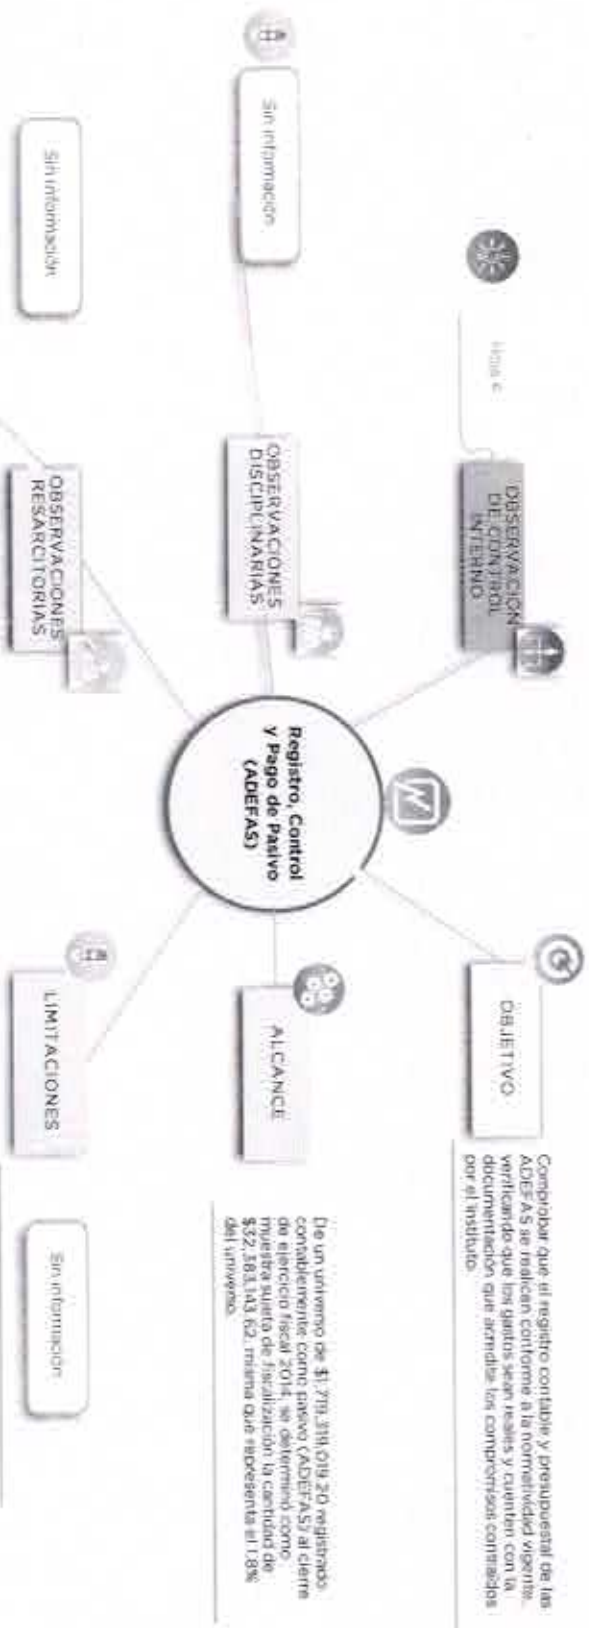 OBSERVACIÓN
DE CONTROL
INTERNO
OBSERVACIONES
DISCIPLINARIAS
Sin información
OBSERVACIONES
RESARCITORIAS
Sin información
Registro, Control
y Pago de Pasivo
(ADEFAS)
OBJETIVO
Comprobar que el registro contable y presupuestal de las
ADEFAS se realicen conforme a la normatividad vigente,
verificando que los gastos sean reales y cuenten con la
documentación que acredite los compromisos contraídos
por el Instituto.
ALCANCE
De un universo de $1,719,319,019.20 registrado
contablemente como pasivo (ADEFAS) al cierre
de ejercicio fiscal 2014, se determinó como
muestra sujeta de fiscalización la cantidad de
$32,383,143.62, misma que representa el 1.8%
del universo.
LIMITACIONES
Sin información